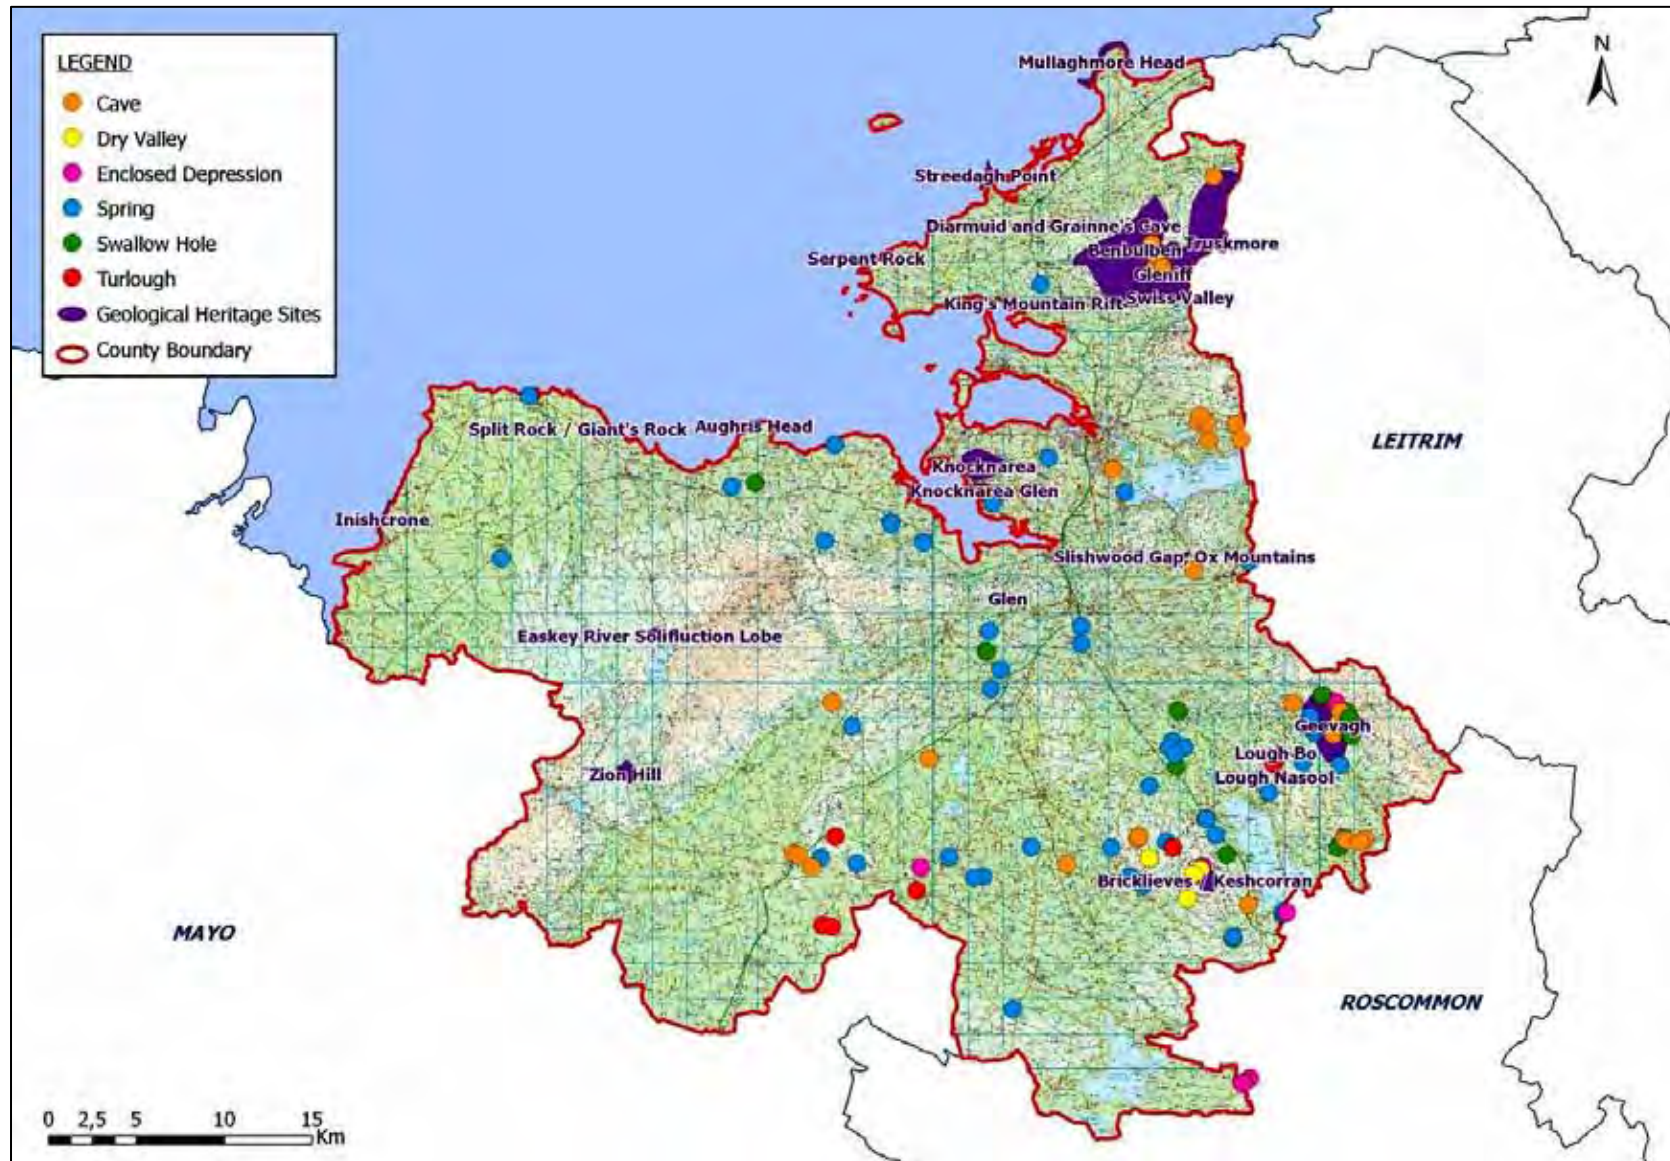 LEGEND
Cave
Dry Valley
Enclosed Depression
Spring
Swallow Hole
Turlough
Geological Heritage Sites
County Boundary
N
Mullaghmore Head
Streedagh Point
Diarmuid and Grainne's Cave
Benbulben
Truskmore
Serpent Rock
Gleniff
King's Mountain Rift
Swiss Valley
Split Rock / Giant's Rock
Aughris Head
LEITRIM
Knocknarea
Knocknarea Glen
Inishcrone
Slishwood Gap, Ox Mountains
Glen
Easkey River Solifluction Lobe
Geevagh
Lough Bo
Zion Hill
Lough Nasool
Bricklieves / Keshcorran
MAYO
ROSCOMMON
0 2,5 5 10 15
Km